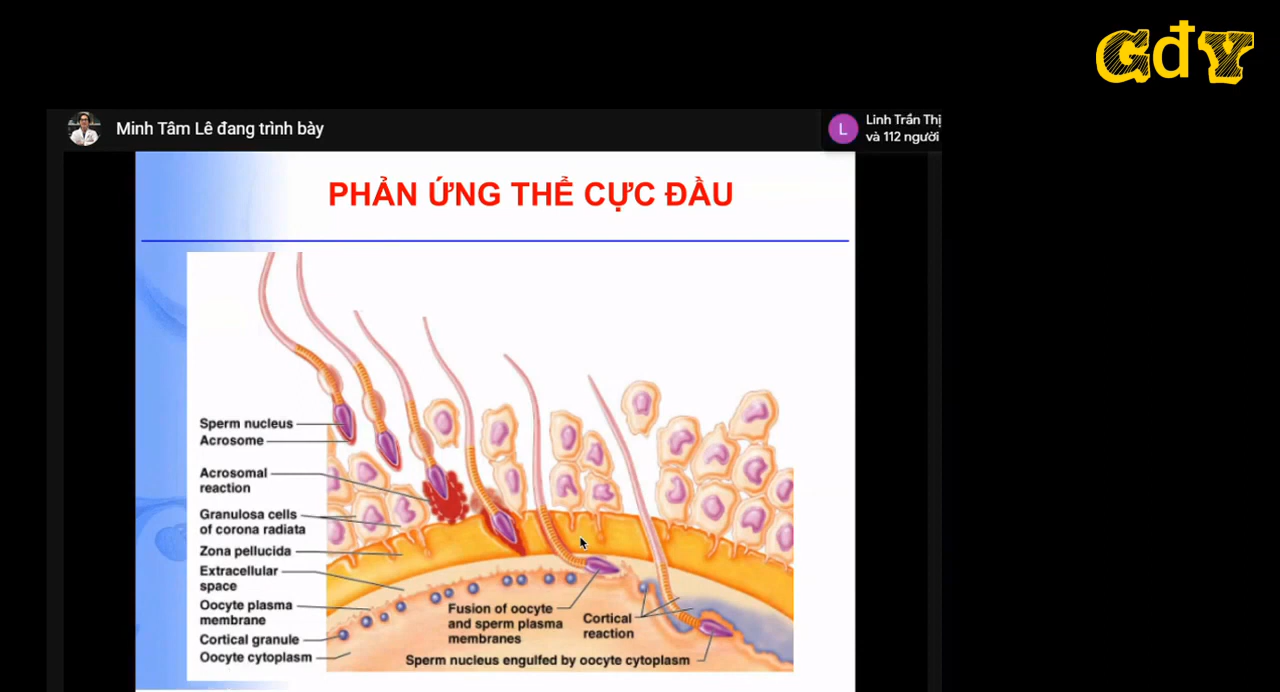 GđY
Minh Tâm Lê đang trình bày
L
Linh Trần Thị
và 112 người
PHẢN ỨNG THỂ CỰC ĐẦU
Sperm nucleus
Acrosome
Acrosomal
reaction
Granulosa cells
of corona radiata
Zona pellucida
Extracellular
space
Oocyte plasma
membrane
Cortical granule
Oocyte cytoplasm
Fusion of oocyte
and sperm plasma
membranes
Cortical
reaction
Sperm nucleus engulfed by oocyte cytoplasm